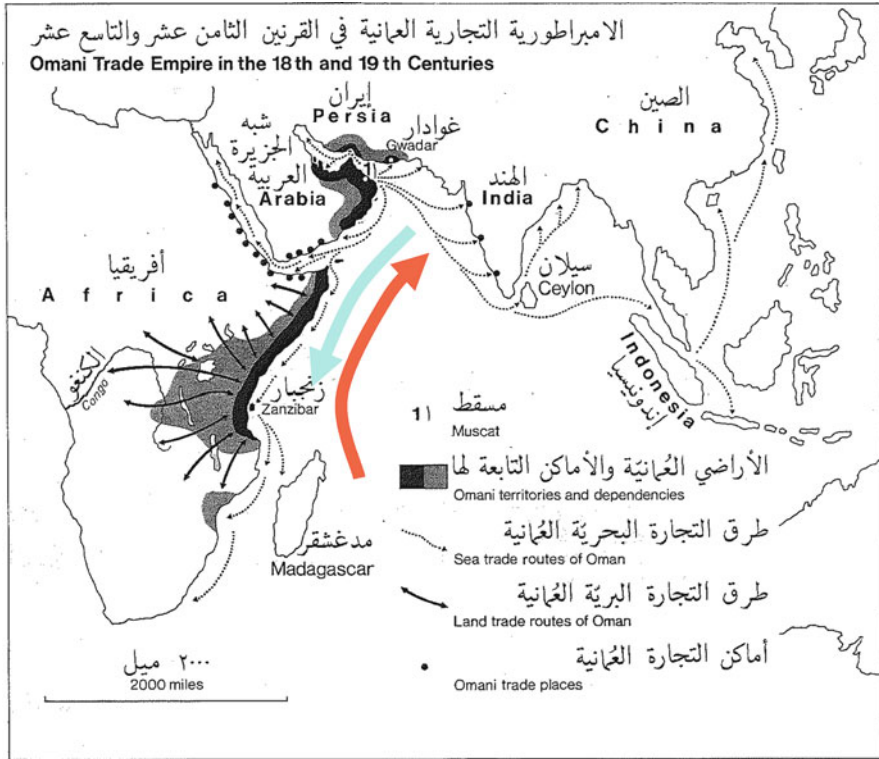 الامبراطورية التجارية العمانية في القرنين الثامن عشر والتاسع عشر
Omani Trade Empire in the 18th and 19th Centuries
إيران
Persia
غوادار
Gwadar
شبه
الجزيرة
العربية
Arabia
الصين
China
الهند
India
سيلان
Ceylon
أفريقيا
Africa
الكنغو
Congo
زنجبار
Zanzibar
Indonesia
إندونيسيا
مدغشقر
Madagascar
1 ا مسقط
Muscat
الأراضي العُمانيّة والأماكن التابعة لها
Omani territories and dependencies
طرق التجارة البحريّة العُمانية
Sea trade routes of Oman
طرق التجارة البريّة العُمانية
Land trade routes of Oman
أماكن التجارة العُمانية
Omani trade places
٢٠٠٠ ميل
2000 miles